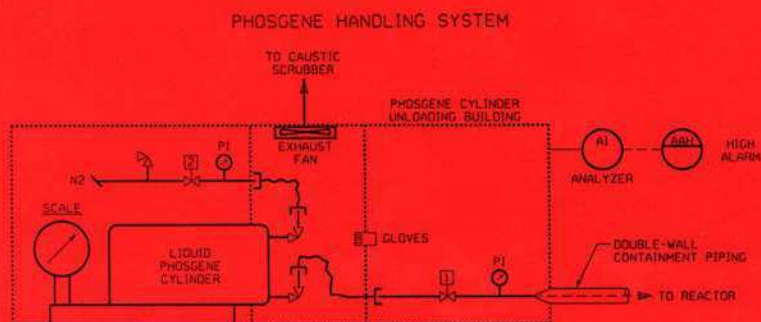 PHOSGENE HANDLING SYSTEM
TO CAUSTIC
SCRUBBER
PHOSGENE CYLINDER
UNLOADING BUILDING
EXHAUST
FAN
AI
ANALYZER
AAH
HIGH
ALARM
N2
2
PI
SCALE
LIQUID
PHOSGENE
CYLINDER
GLOVES
1
PI
DOUBLE-WALL
CONTAINMENT PIPING
TO REACTOR